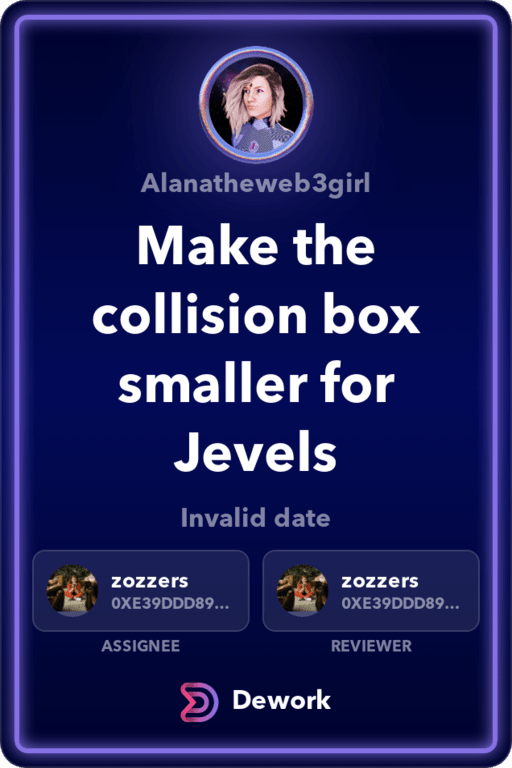 Alanatheweb3girl
Make the
collision box
smaller for
Jevels
Invalid date
zozzers
0XE39DDD89...
zozzers
0XE39DDD89...
ASSIGNEE
REVIEWER
Dework